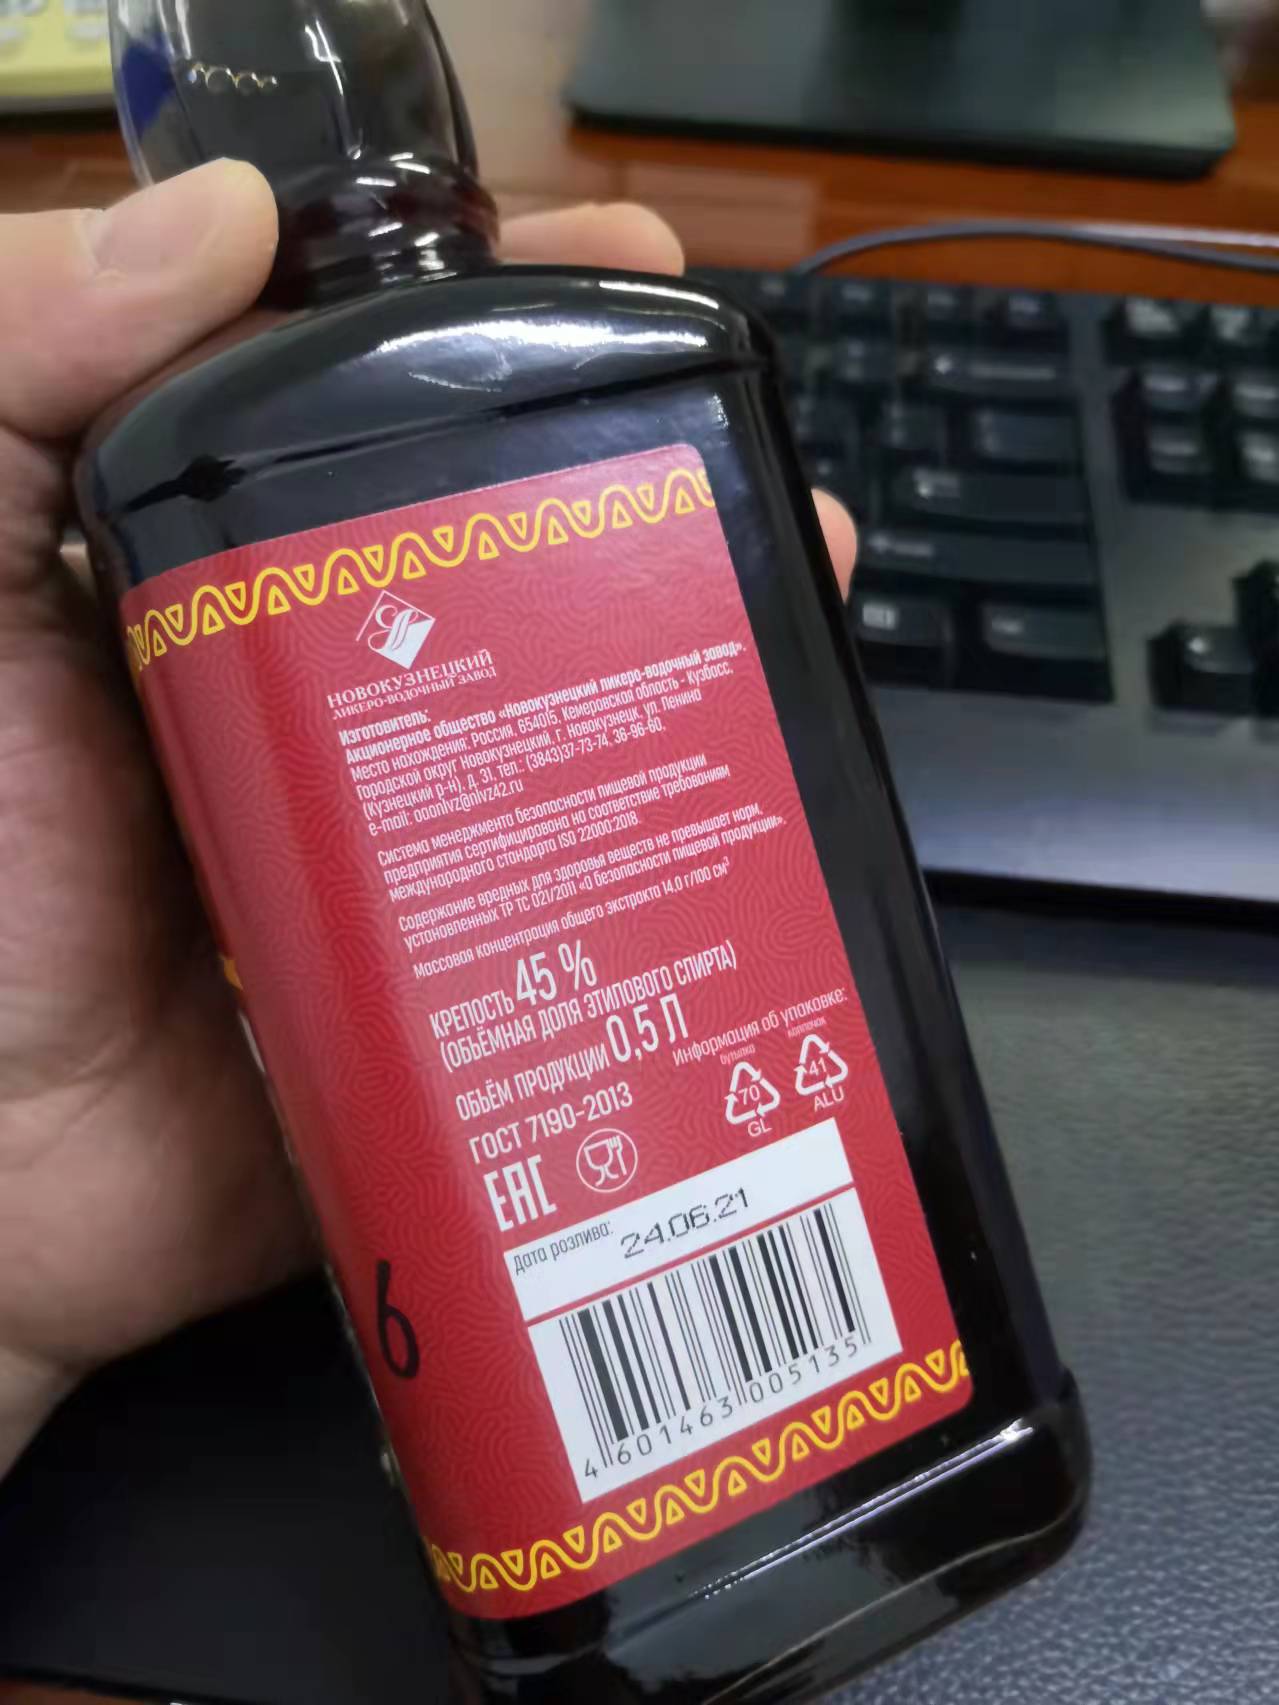 НОВОКУЗНЕЦКИЙ
ЛИКЕРО-ВОДОЧНЫЙ ЗАВОД
Изготовитель:
Акционерное общество «Новокузнецкий ликеро-водочный завод».
Место нахождения: Россия, 654015, Кемеровская область - Кузбасс,
Городской округ Новокузнецкий, г. Новокузнецк, ул. Ленина
(Кузнецкий р-н), д. 31, тел.: (3843)37-73-74, 36-96-60,
e-mail: oaonlvz@nlvz42.ru
Система менеджмента безопасности пищевой продукции
предприятия сертифицирована на соответствие требованиям
международного стандарта ISO 22000:2018
Содержание вредных для здоровья веществ не превышает норм,
установленных ТР ТС 021/2011 «О безопасности пищевой продукции».
Массовая концентрация общего экстракта 14.0 г/100 см³
КРЕПОСТЬ 45 %
(ОБЪЁМНАЯ ДОЛЯ ЭТИЛОВОГО СПИРТА)
ОБЪЁМ ПРОДУКЦИИ 0,5 Л
ГОСТ 7190-2013
Информация об упаковке:
бутылка
колпачок
70
41
GL
ALU
ЕАС
Дата розлива:
24.06.21
4 601463 005135
6